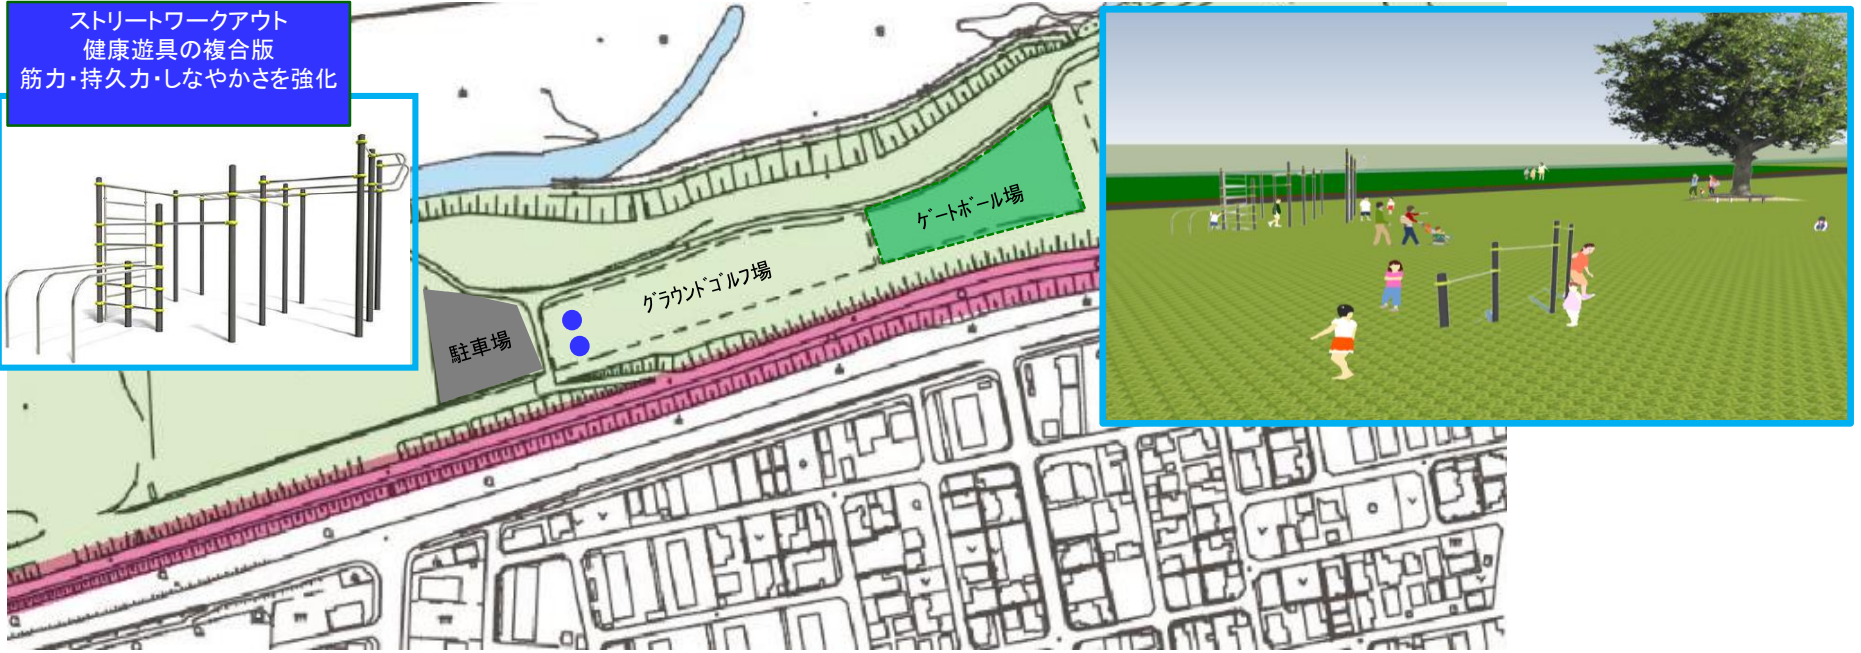 ストリートワークアウト
健康遊具の複合版
筋力・持久力・しなやかさを強化
ゲートボール場
グラウンドゴルフ場
駐車場